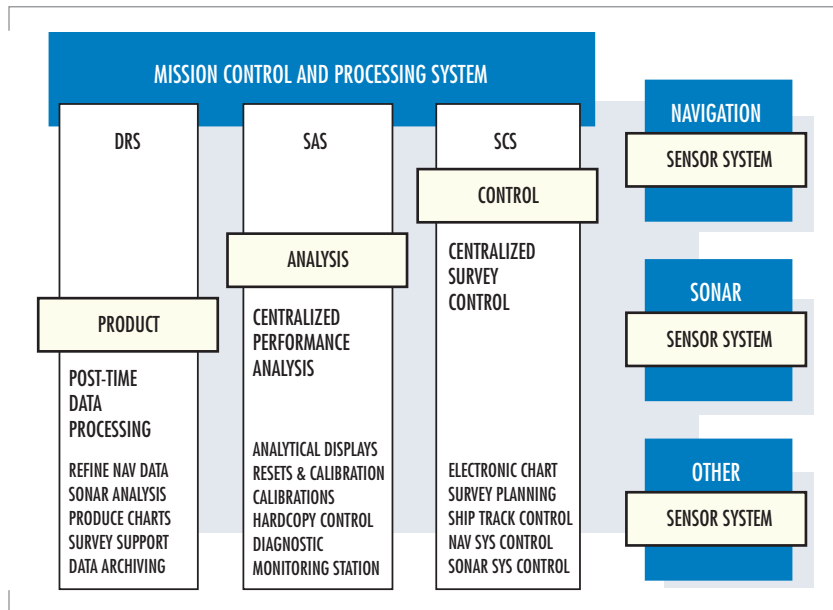 MISSION CONTROL AND PROCESSING SYSTEM
DRS
PRODUCT
POST-TIME
DATA
PROCESSING
REFINE NAV DATA
SONAR ANALYSIS
PRODUCE CHARTS
SURVEY SUPPORT
DATA ARCHIVING
SAS
ANALYSIS
CENTRALIZED
PERFORMANCE
ANALYSIS
ANALYTICAL DISPLAYS
RESETS & CALIBRATION
CALIBRATIONS
HARDCOPY CONTROL
DIAGNOSTIC
MONITORING STATION
SCS
CONTROL
CENTRALIZED
SURVEY
CONTROL
ELECTRONIC CHART
SURVEY PLANNING
SHIP TRACK CONTROL
NAV SYS CONTROL
SONAR SYS CONTROL
NAVIGATION
SENSOR SYSTEM
SONAR
SENSOR SYSTEM
OTHER
SENSOR SYSTEM